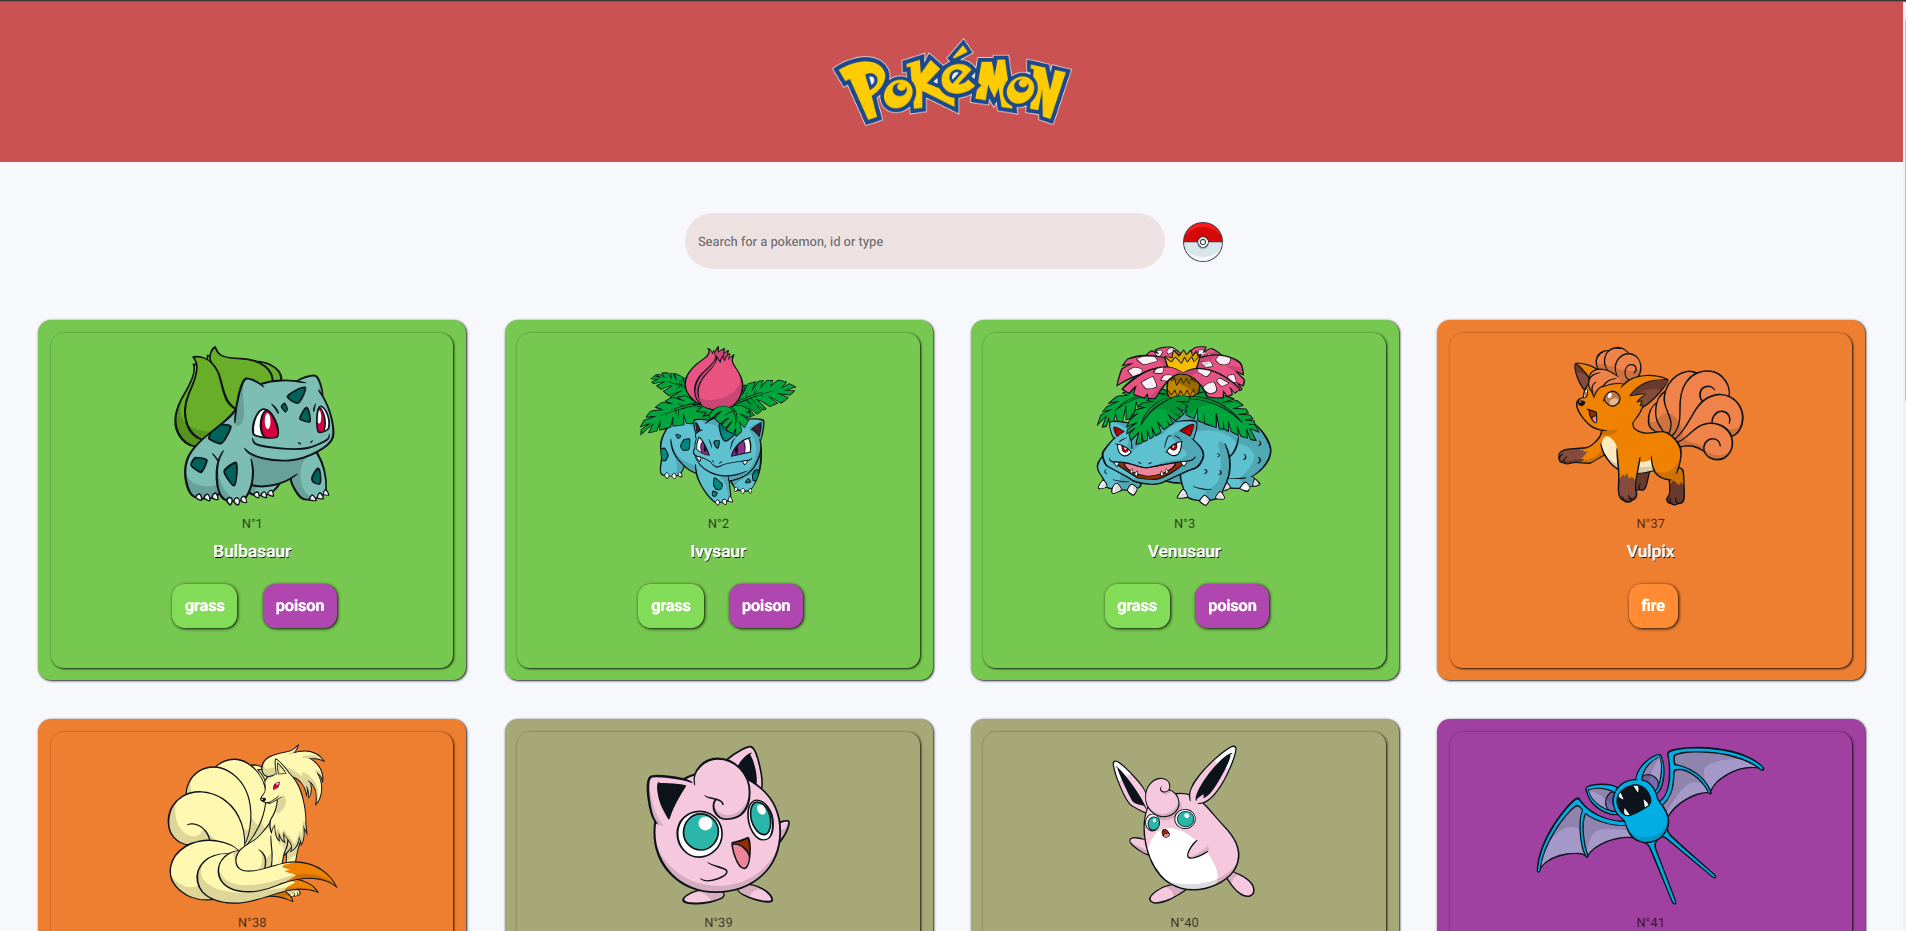 Pokémon
Search for a pokemon, id or type
N°1
Bulbasaur
grass poison
N°2
Ivysaur
grass poison
N°3
Venusaur
grass poison
N°37
Vulpix
fire
N°38
N°39
N°40
N°41